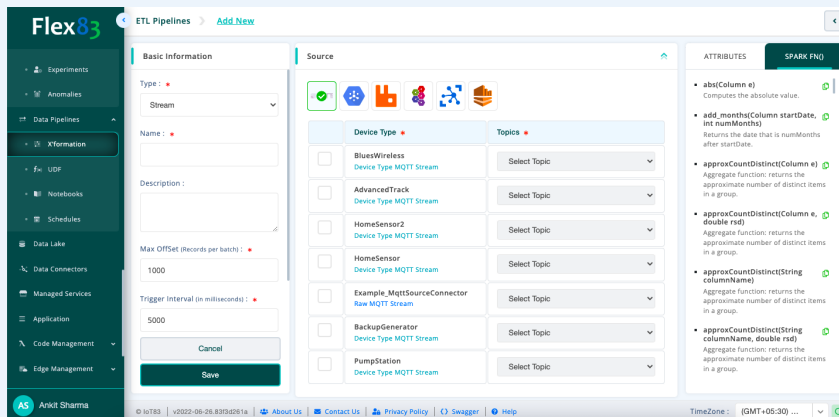 Flex83
ETL Pipelines
Add New
Experiments
Anomalies
Data Pipelines
X'formation
UDF
Notebooks
Schedules
Data Lake
Data Connectors
Managed Services
Application
Code Management
Edge Management
AS Ankit Sharma
Basic Information
Type : *
Stream
Name : *
Description :
Max OffSet (Records per batch) : *
1000
Trigger Interval (in milliseconds) : *
5000
Cancel
Save
Source
Device Type * Topics *
BluesWireless
Device Type MQTT Stream
Select Topic
AdvancedTrack
Device Type MQTT Stream
Select Topic
HomeSensor2
Device Type MQTT Stream
Select Topic
HomeSensor
Device Type MQTT Stream
Select Topic
Example_MqttSourceConnector
Raw MQTT Stream
Select Topic
BackupGenerator
Device Type MQTT Stream
Select Topic
PumpStation
Device Type MQTT Stream
Select Topic
ATTRIBUTES SPARK FN()
abs(Column e)
Computes the absolute value.
add_months(Column startDate,
int numMonths)
Returns the date that is numMonths
after startDate.
approxCountDistinct(Column e)
Aggregate function: returns the
approximate number of distinct items
in a group.
approxCountDistinct(Column e,
double rsd)
Aggregate function: returns the
approximate number of distinct items
in a group.
approxCountDistinct(String
columnName)
Aggregate function: returns the
approximate number of distinct items
in a group.
approxCountDistinct(String
columnName, double rsd)
Aggregate function: returns the
approximate number of distinct items
in a group.
© IoT83 | v2022-06-26.83f3d261a | About Us | Contact Us | Privacy Policy | Swagger | Help
TimeZone : (GMT+05:30) ....